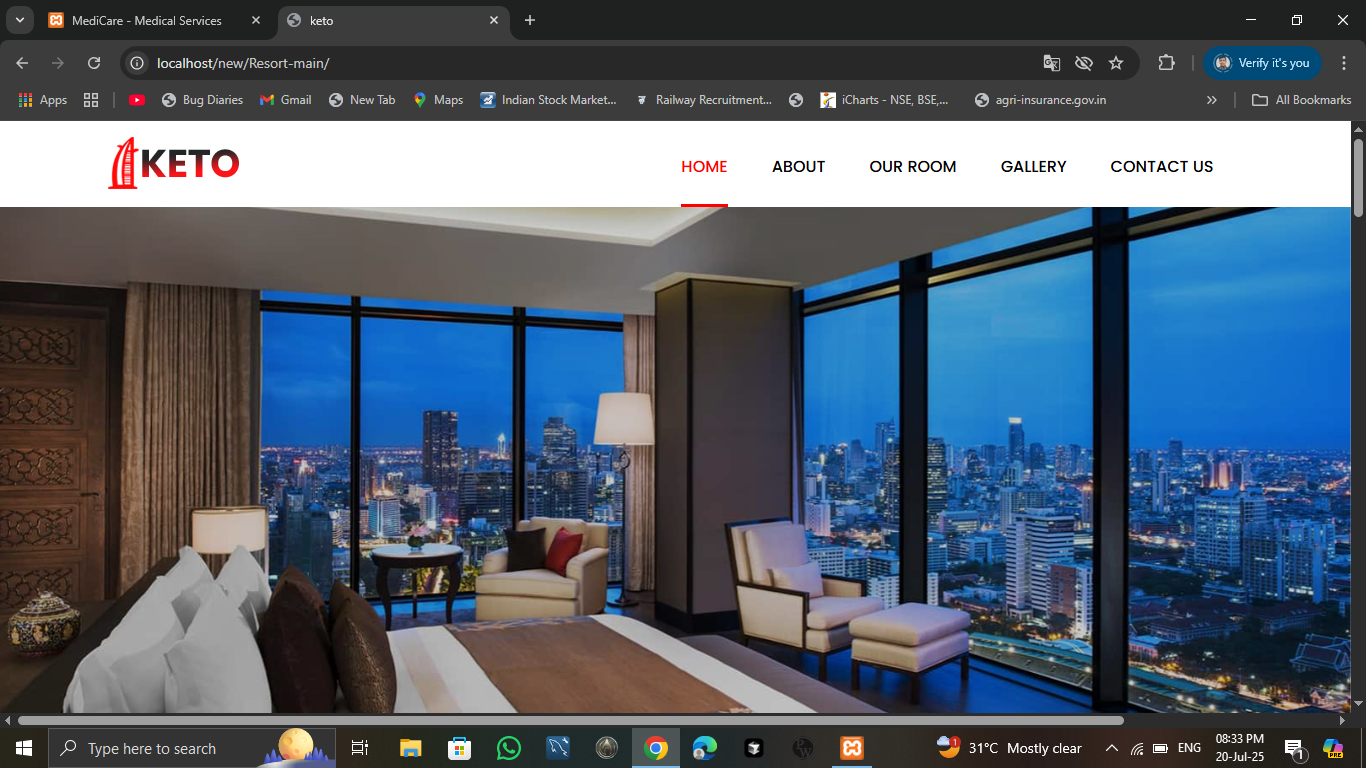 MediCare - Medical Services
keto
localhost/new/Resort-main/
Verify it's you
Apps
Bug Diaries
Gmail
New Tab
Maps
Indian Stock Market...
Railway Recruitment...
iCharts - NSE, BSE,...
agri-insurance.gov.in
All Bookmarks
KETO
HOME
ABOUT
OUR ROOM
GALLERY
CONTACT US
Type here to search
31°C Mostly clear
ENG
08:33 PM
20-Jul-25
1